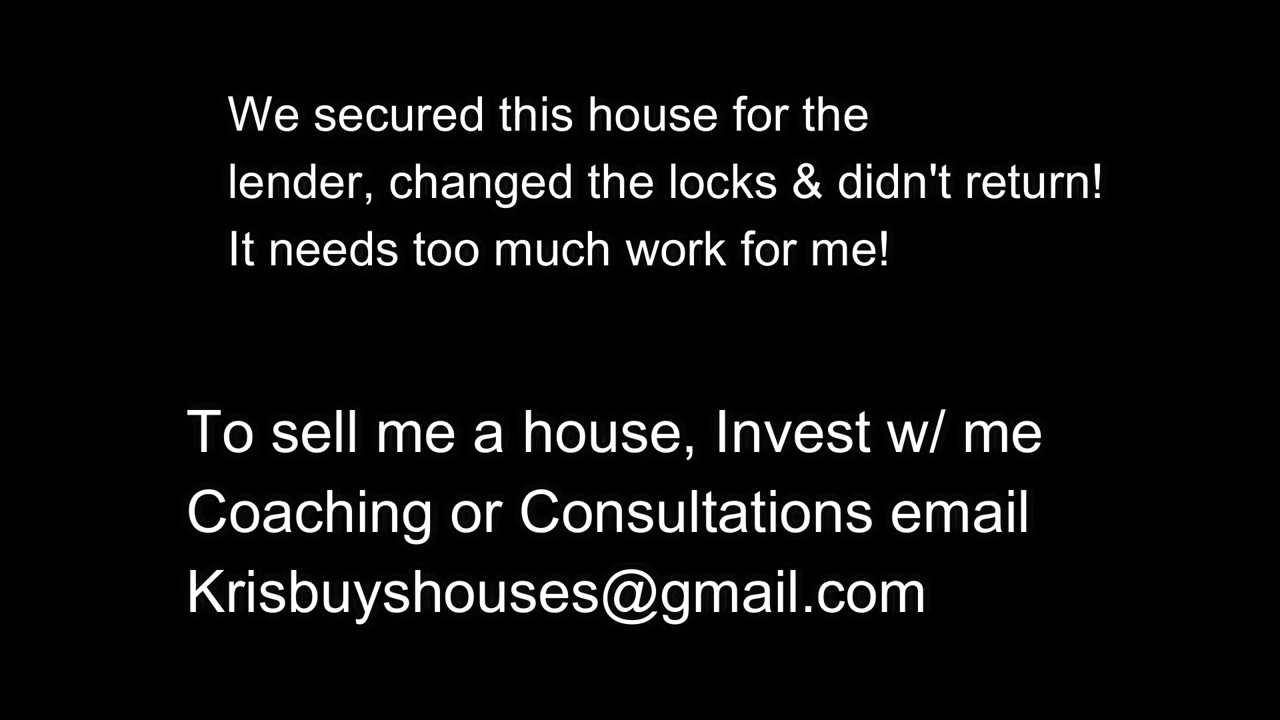 We secured this house for the
lender, changed the locks & didn't return!
It needs too much work for me!
To sell me a house, Invest w/ me
Coaching or Consultations email
Krisbuyshouses@gmail.com